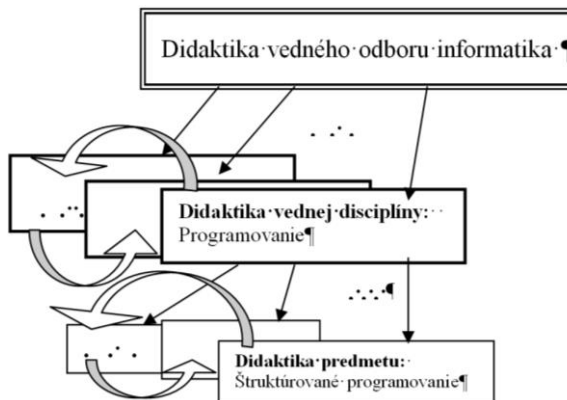 Didaktika·vedného·odboru·informatika·¶
. .·.
. .··.
Didaktika·vednej·disciplíny:··
Programovanie¶
.·.·.·¶
. .·.
Didaktika·predmetu:·
Štruktúrované·programovanie¶